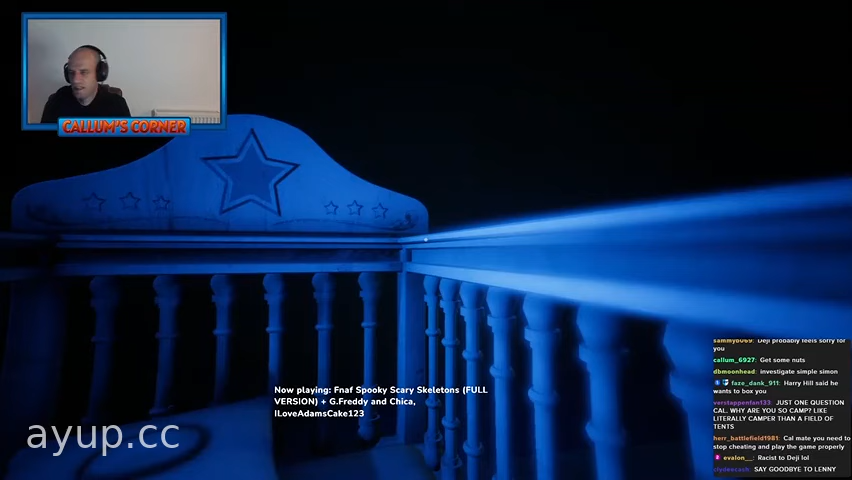 CALLUM'S CORNER
Now playing: Fnaf Spooky Scary Skeletons (FULL
VERSION) + G.Freddy and Chica,
ILoveAdamsCake123
ayup.cc
sammyb069: Deji probably feels sorry for
you
callum_6927: Get some nuts
dbmoonhead: investigate simple simon
faze_dank_911: Harry Hill said he
wants to box you
verstappenfan133: JUST ONE QUESTION
CAL. WHY ARE YOU SO CAMP? LIKE
LITERALLY CAMPER THAN A FIELD OF
TENTS
herr_battlefield1981: Cal mate you need to
stop cheating and play the game properly
evalon__: Racist to Deji lol
clydeecash: SAY GOODBYE TO LENNY